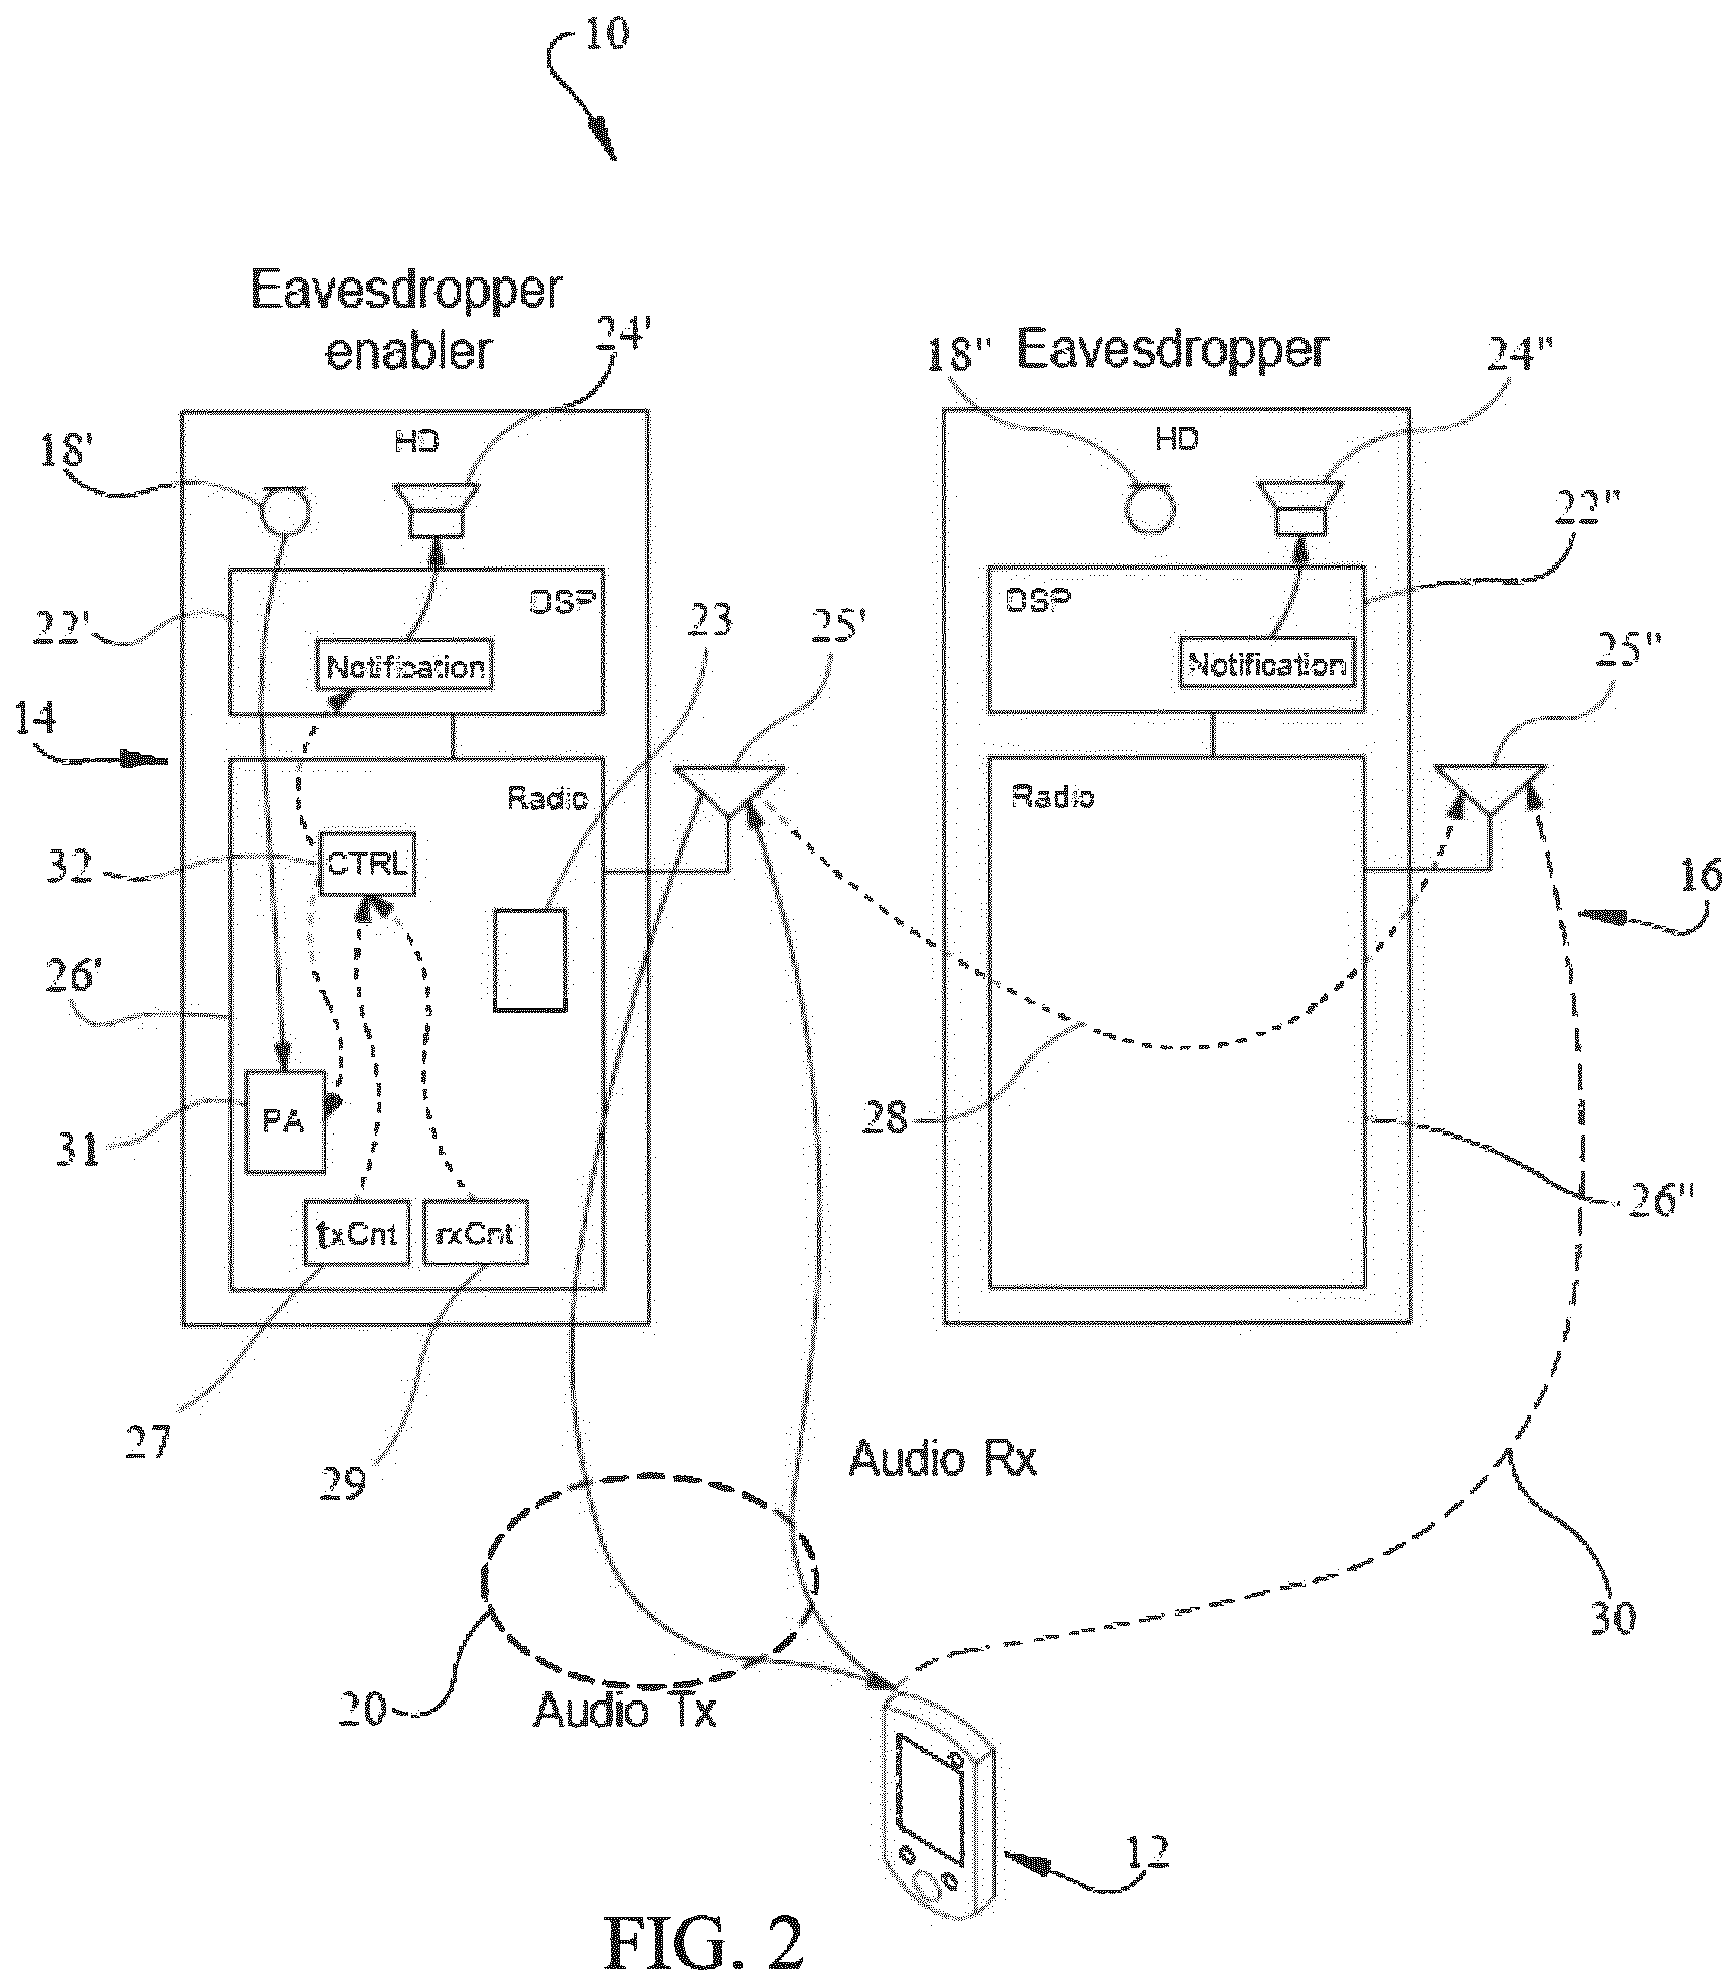 10
Eavesdropper
enabler
24'
18"
Eavesdropper
24"
HD
HD
18'
22"
DSP
DSP
22'
23
25'
25"
Notification
Notification
14
Radio
Radio
32
CTRL
16
26'
28
31
PA
26"
txCnt
rxCnt
27
29
Audio Rx
30
20
Audio Tx
12
FIG. 2